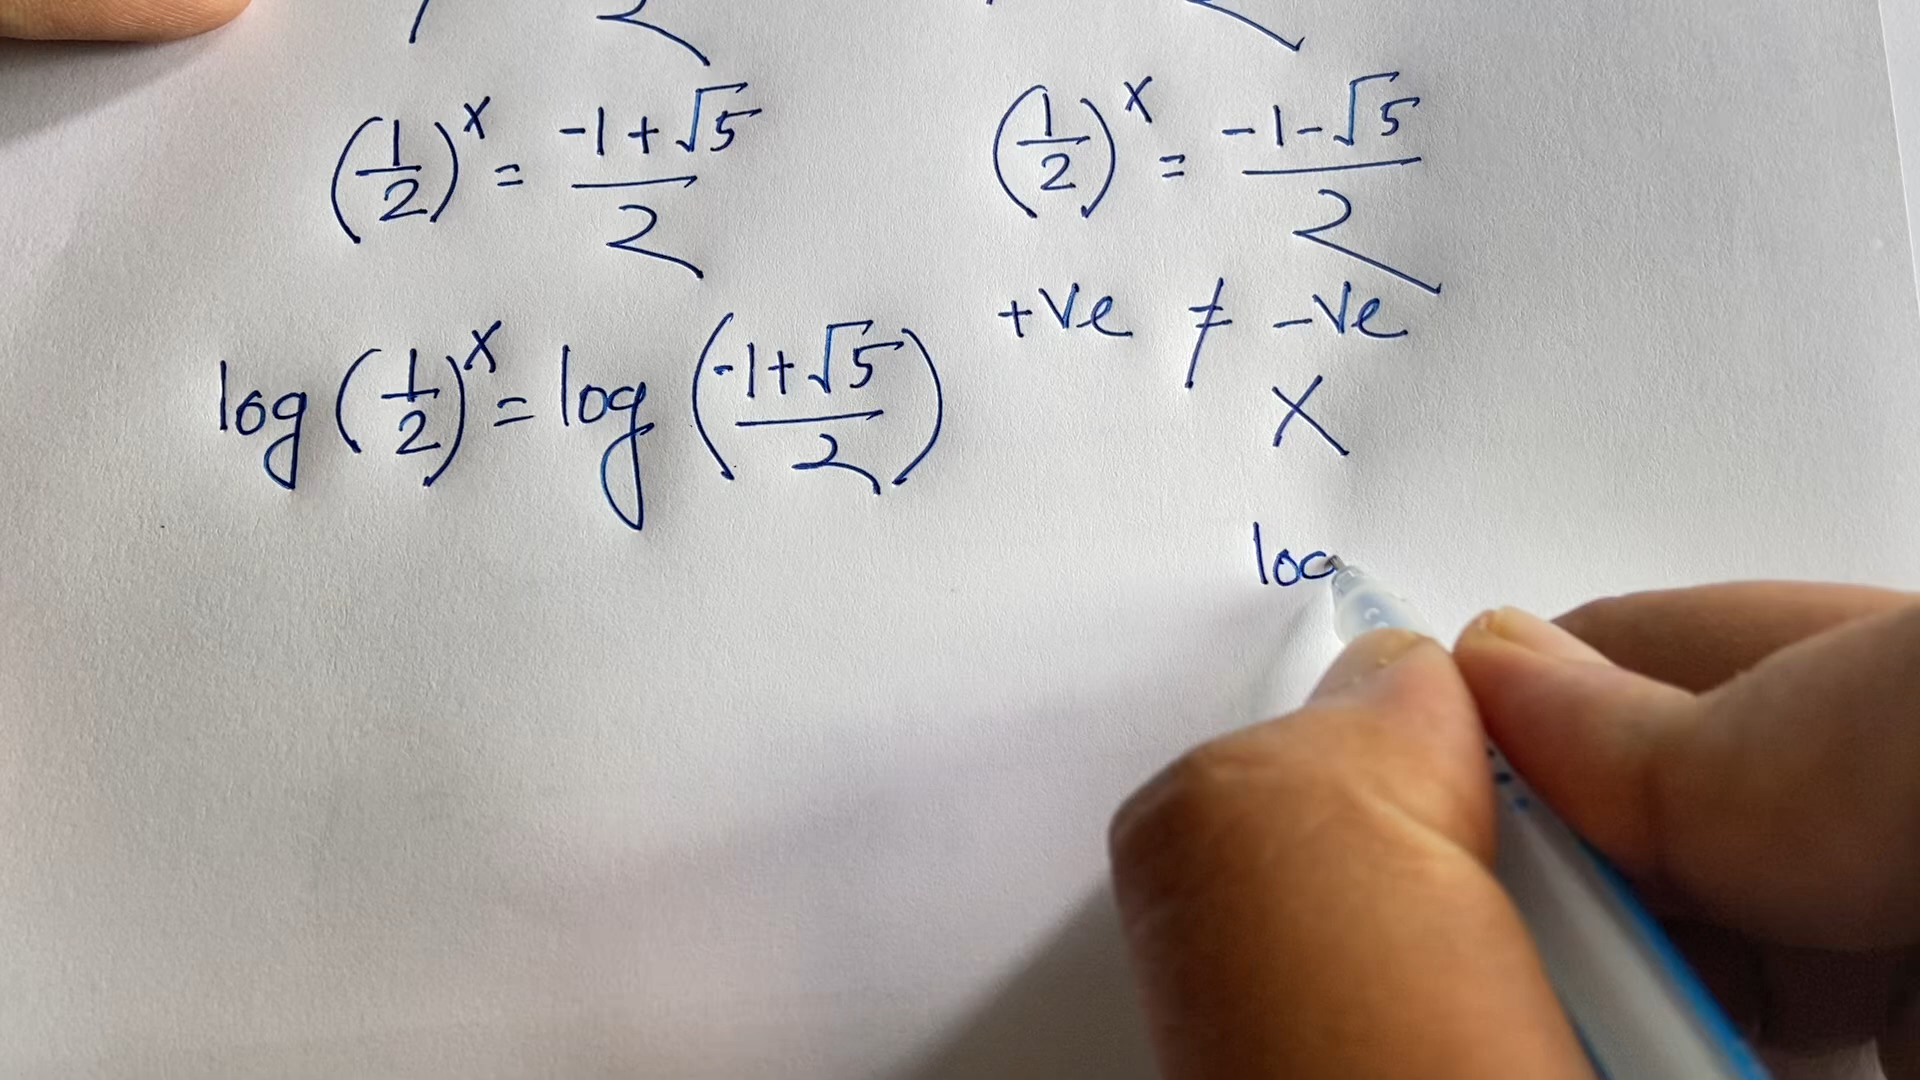 (1/2)^x = (-1+√5)/2    (1/2)^x = (-1-√5)/2
+ve ≠ -ve
log (1/2)^x = log ((-1+√5)/2)    X
lo